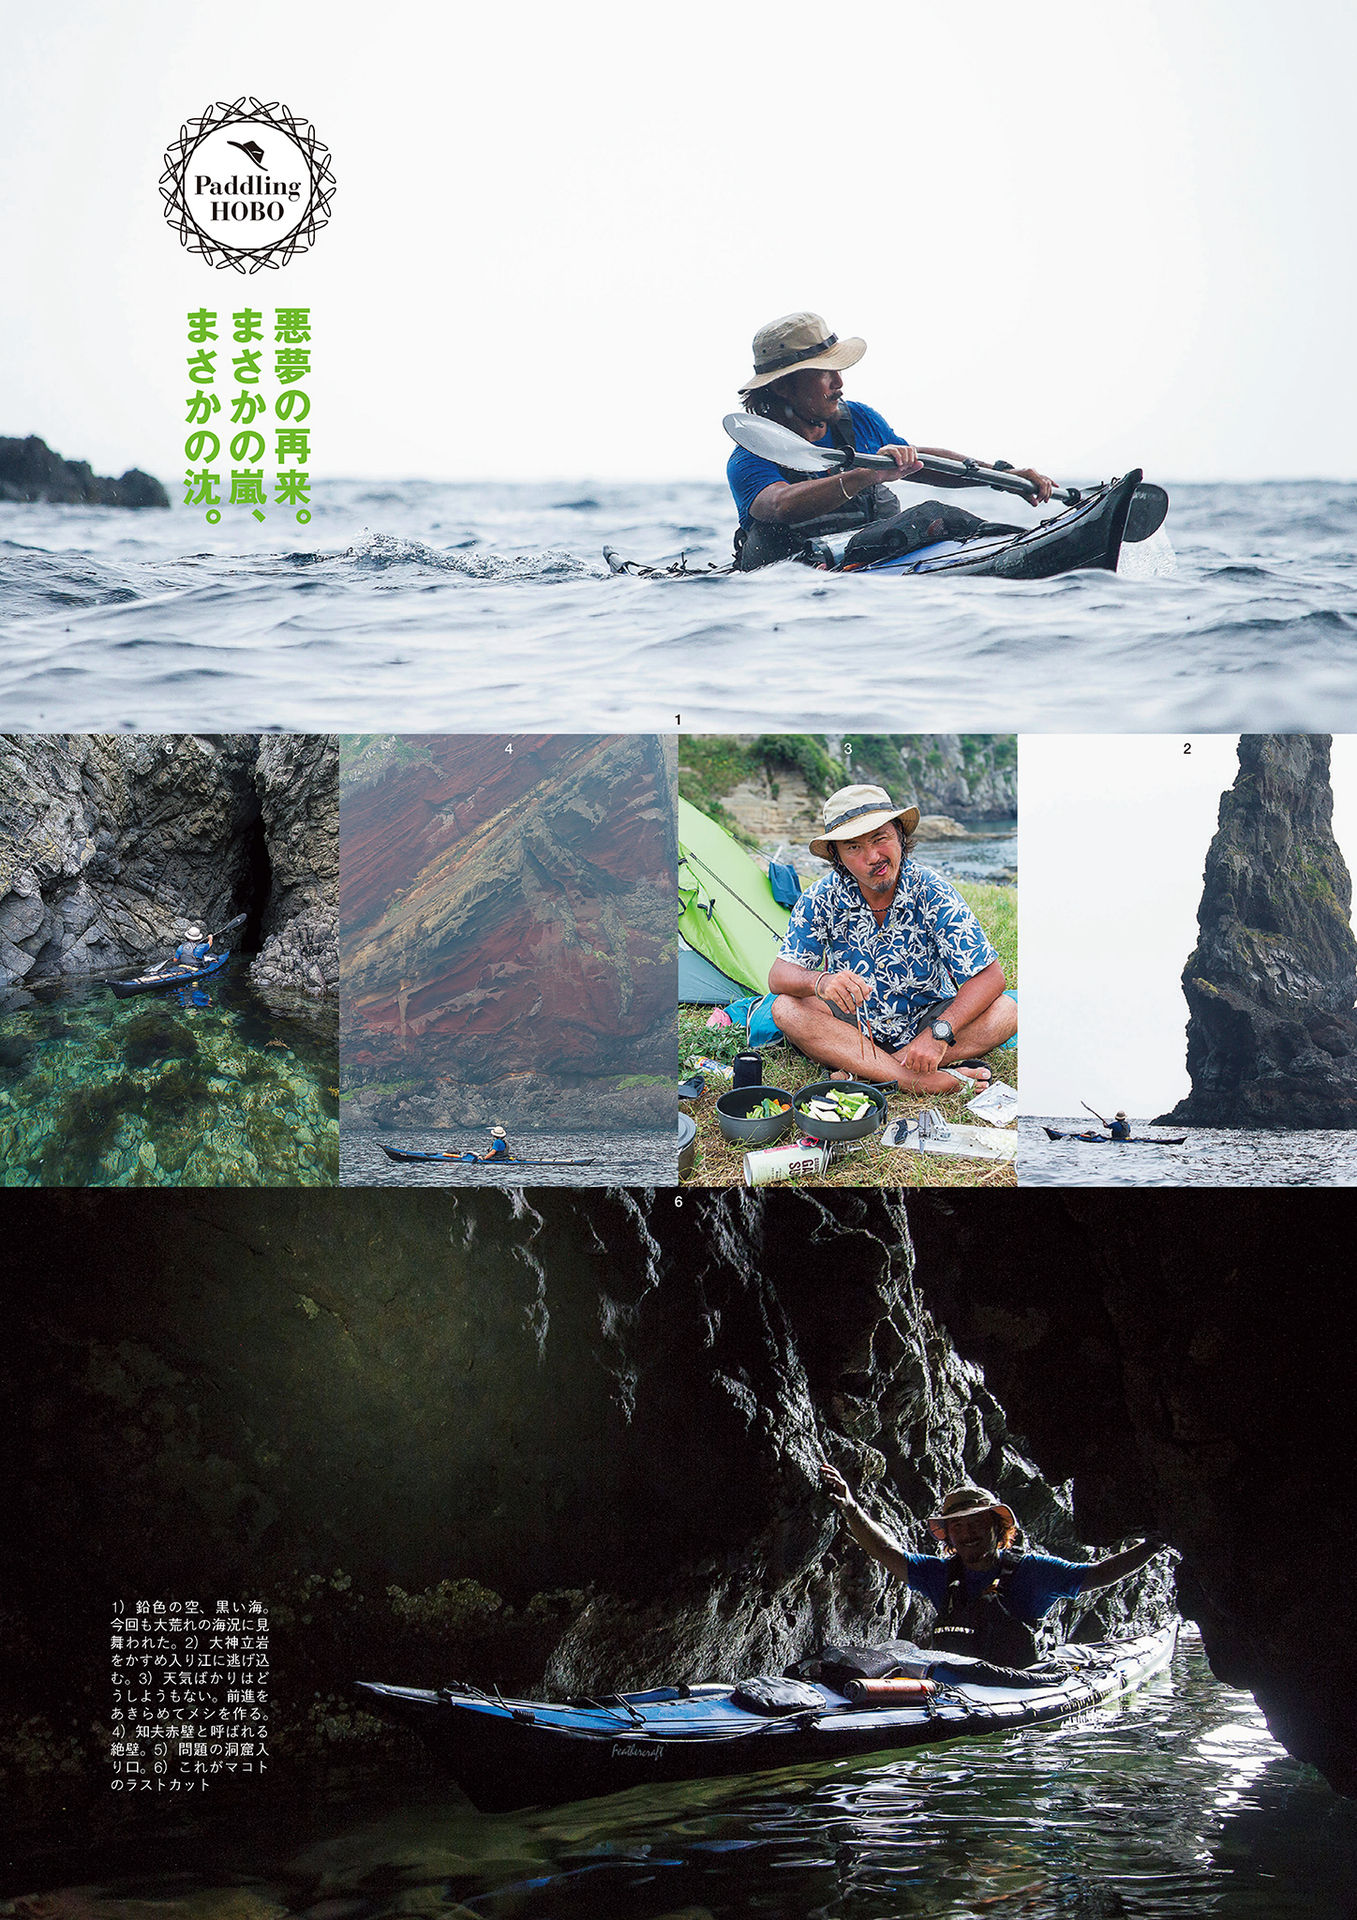 Paddling
HOBO
悪夢の再来。
まさかの嵐、
まさかの沈。
1
5
4
3
2
6
1）鉛色の空、黒い海。
今回も大荒れの海況に見
舞われた。2）大神立岩
をかすめ入り江に逃げ込
む。3）天気ばかりはど
うしようもない。前進を
あきらめてメシを作る。
4）知夫赤壁と呼ばれる
絶壁。5）問題の洞窟入
り口。6）これがマコト
のラストカット
Feathercraft